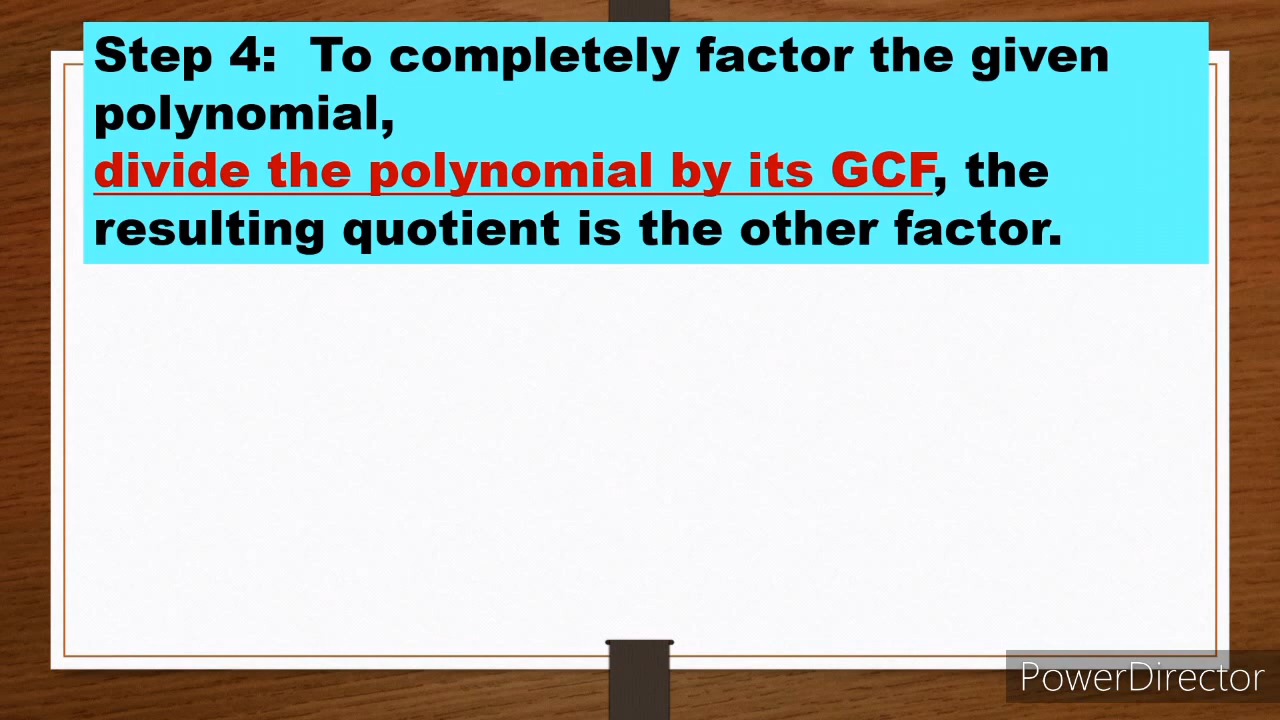 Step 4:  To completely factor the given
polynomial,
divide the polynomial by its GCF, the
resulting quotient is the other factor.
PowerDirector